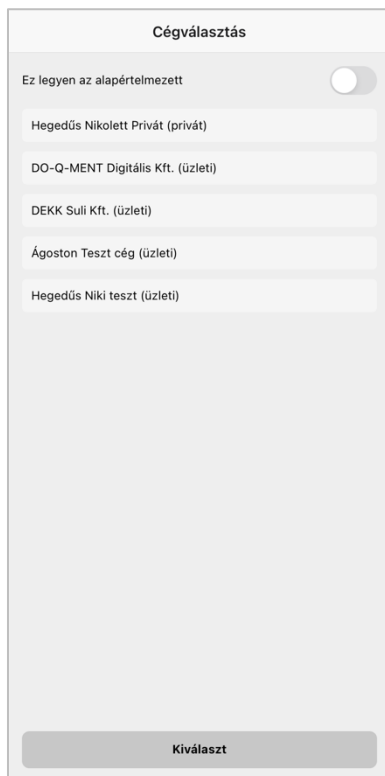 Cégválasztás
Ez legyen az alapértelmezett
Hegedűs Nikolett Privát (privát)
DO-Q-MENT Digitális Kft. (üzleti)
DEKK Suli Kft. (üzleti)
Ágoston Teszt cég (üzleti)
Hegedűs Niki teszt (üzleti)
Kiválaszt